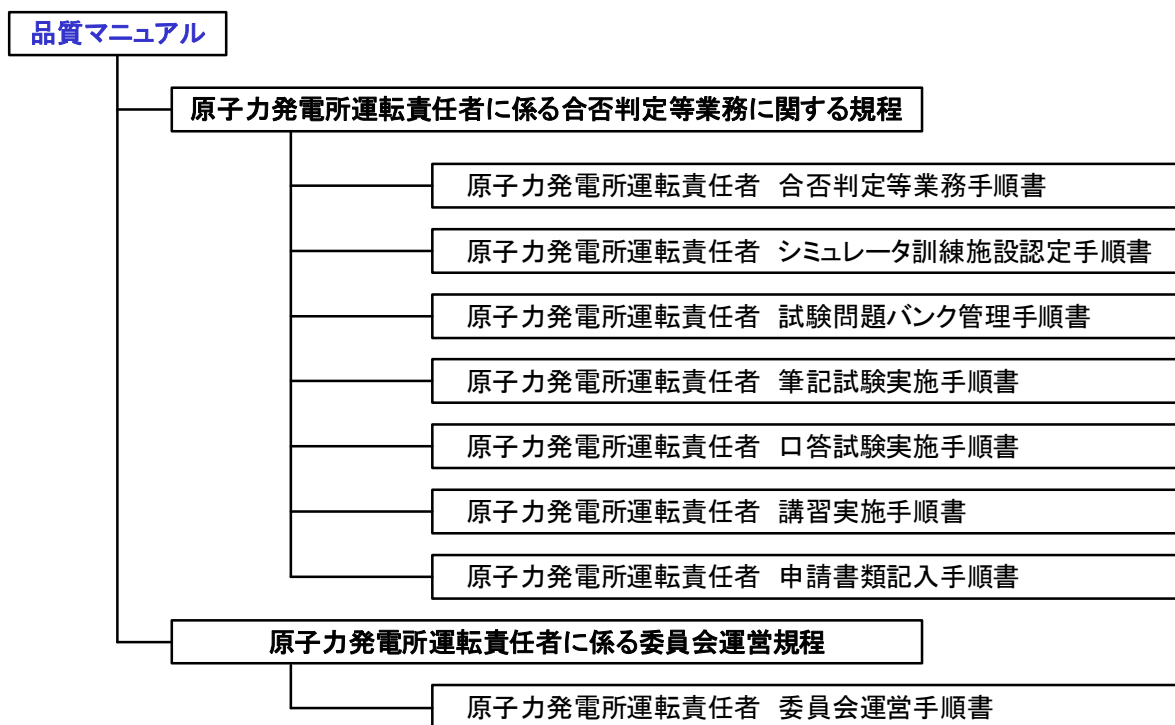 品質マニュアル
原子力発電所運転責任者に係る合否判定等業務に関する規程
原子力発電所運転責任者　合否判定等業務手順書
原子力発電所運転責任者　シミュレータ訓練施設認定手順書
原子力発電所運転責任者　試験問題バンク管理手順書
原子力発電所運転責任者　筆記試験実施手順書
原子力発電所運転責任者　口答試験実施手順書
原子力発電所運転責任者　講習実施手順書
原子力発電所運転責任者　申請書類記入手順書
原子力発電所運転責任者に係る委員会運営規程
原子力発電所運転責任者　委員会運営手順書